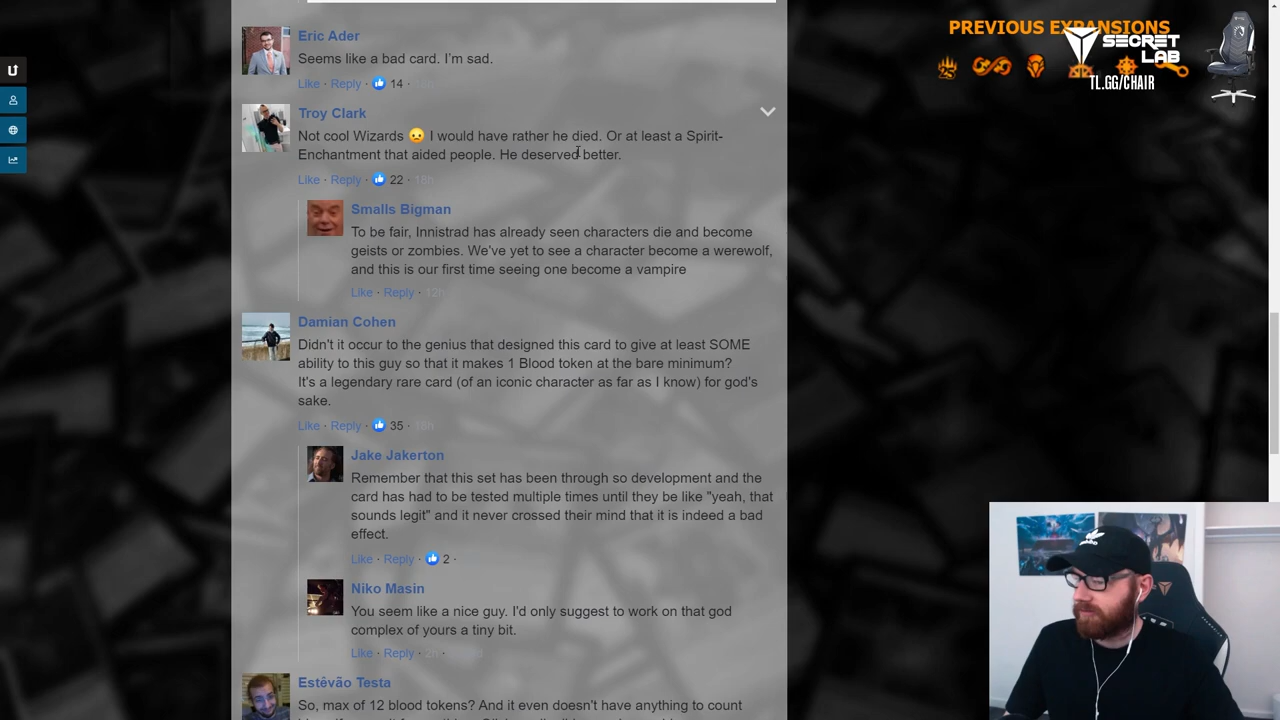 PREVIOUS EXPANSIONS
SECRET
LAB
TL.GG/CHAIR
Eric Ader
Seems like a bad card. I'm sad.
Like · Reply · 14 ·
Troy Clark
Not cool Wizards 😠 I would have rather he died. Or at least a Spirit-
Enchantment that aided people. He deserved better.
Like · Reply · 22 · 16h
Smalls Bigman
To be fair, Innistrad has already seen characters die and become
geists or zombies. We've yet to see a character become a werewolf,
and this is our first time seeing one become a vampire
Like · Reply · 12h
Damian Cohen
Didn't it occur to the genius that designed this card to give at least SOME
ability to this guy so that it makes 1 Blood token at the bare minimum?
It's a legendary rare card (of an iconic character as far as I know) for god's
sake.
Like · Reply · 35 · 16h
Jake Jakerton
Remember that this set has been through so development and the
card has had to be tested multiple times until they be like "yeah, that
sounds legit" and it never crossed their mind that it is indeed a bad
effect.
Like · Reply · 2 ·
Niko Masin
You seem like a nice guy. I'd only suggest to work on that god
complex of yours a tiny bit.
Like · Reply · 2h ·
Estêvão Testa
So, max of 12 blood tokens? And it even doesn't have anything to count